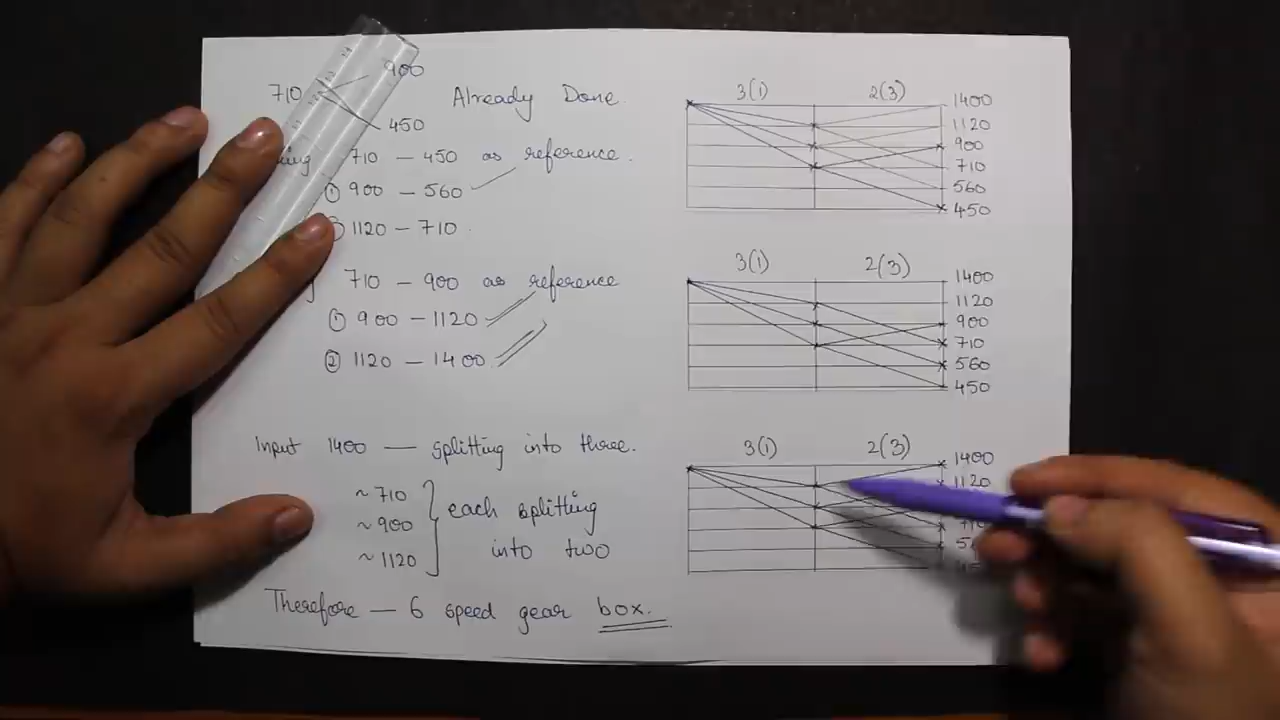 900
710 Already Done.
450
710 – 450 as reference.
① 900 – 560
1120 – 710.
710 – 900 as reference
① 900 – 1120
② 1120 – 1400.
Input 1400 — splitting into three.
~ 710
~ 900
~ 1120
each splitting
into two
Therefore — 6 speed gear box.
3(1) 2(3)
1400
1120
900
710
560
450
3(1) 2(3)
1400
1120
900
710
560
450
3(1) 2(3)
1400
1120